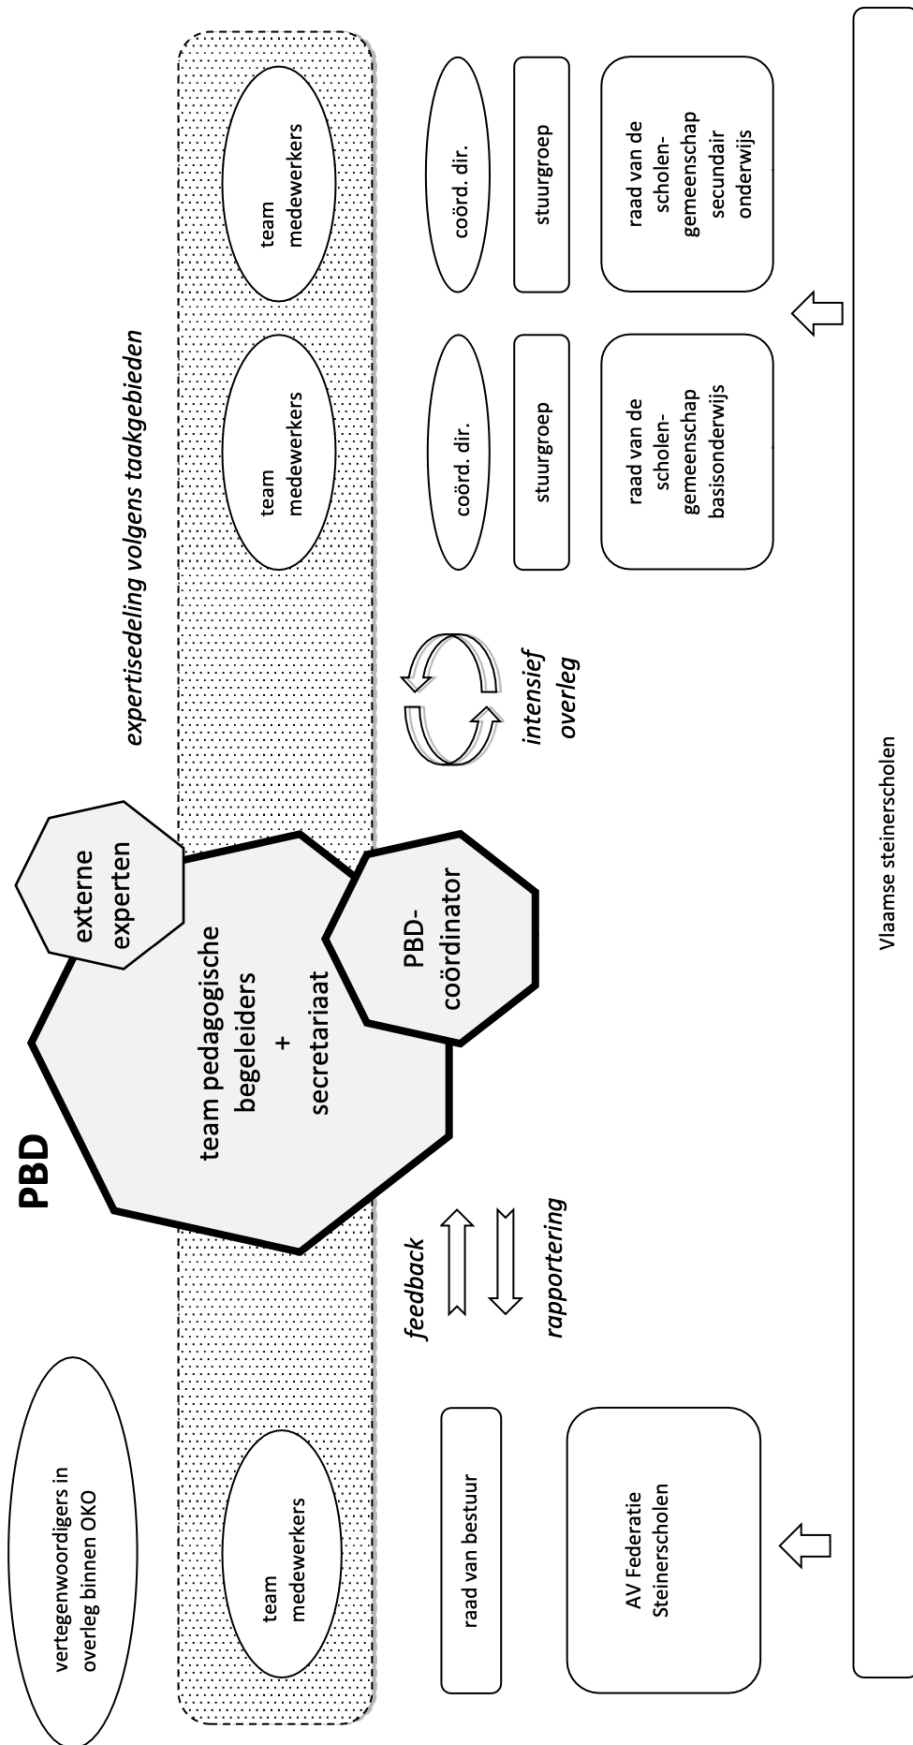 PBD
vertegenwoordigers in
overleg binnen OKO
externe
experten
expertisedeling volgens taakgebieden
team
medewerkers
team pedagogische
begeleiders
+
secretariaat
team
medewerkers
team
medewerkers
PBD-
coördinator
feedback
rapportering
intensief
overleg
raad van bestuur
coörd. dir.
coörd. dir.
stuurgroep
stuurgroep
AV Federatie
Steinerscholen
raad van de
scholen-
gemeenschap
basisonderwijs
raad van de
scholen-
gemeenschap
secundair
onderwijs
Vlaamse steinerscholen